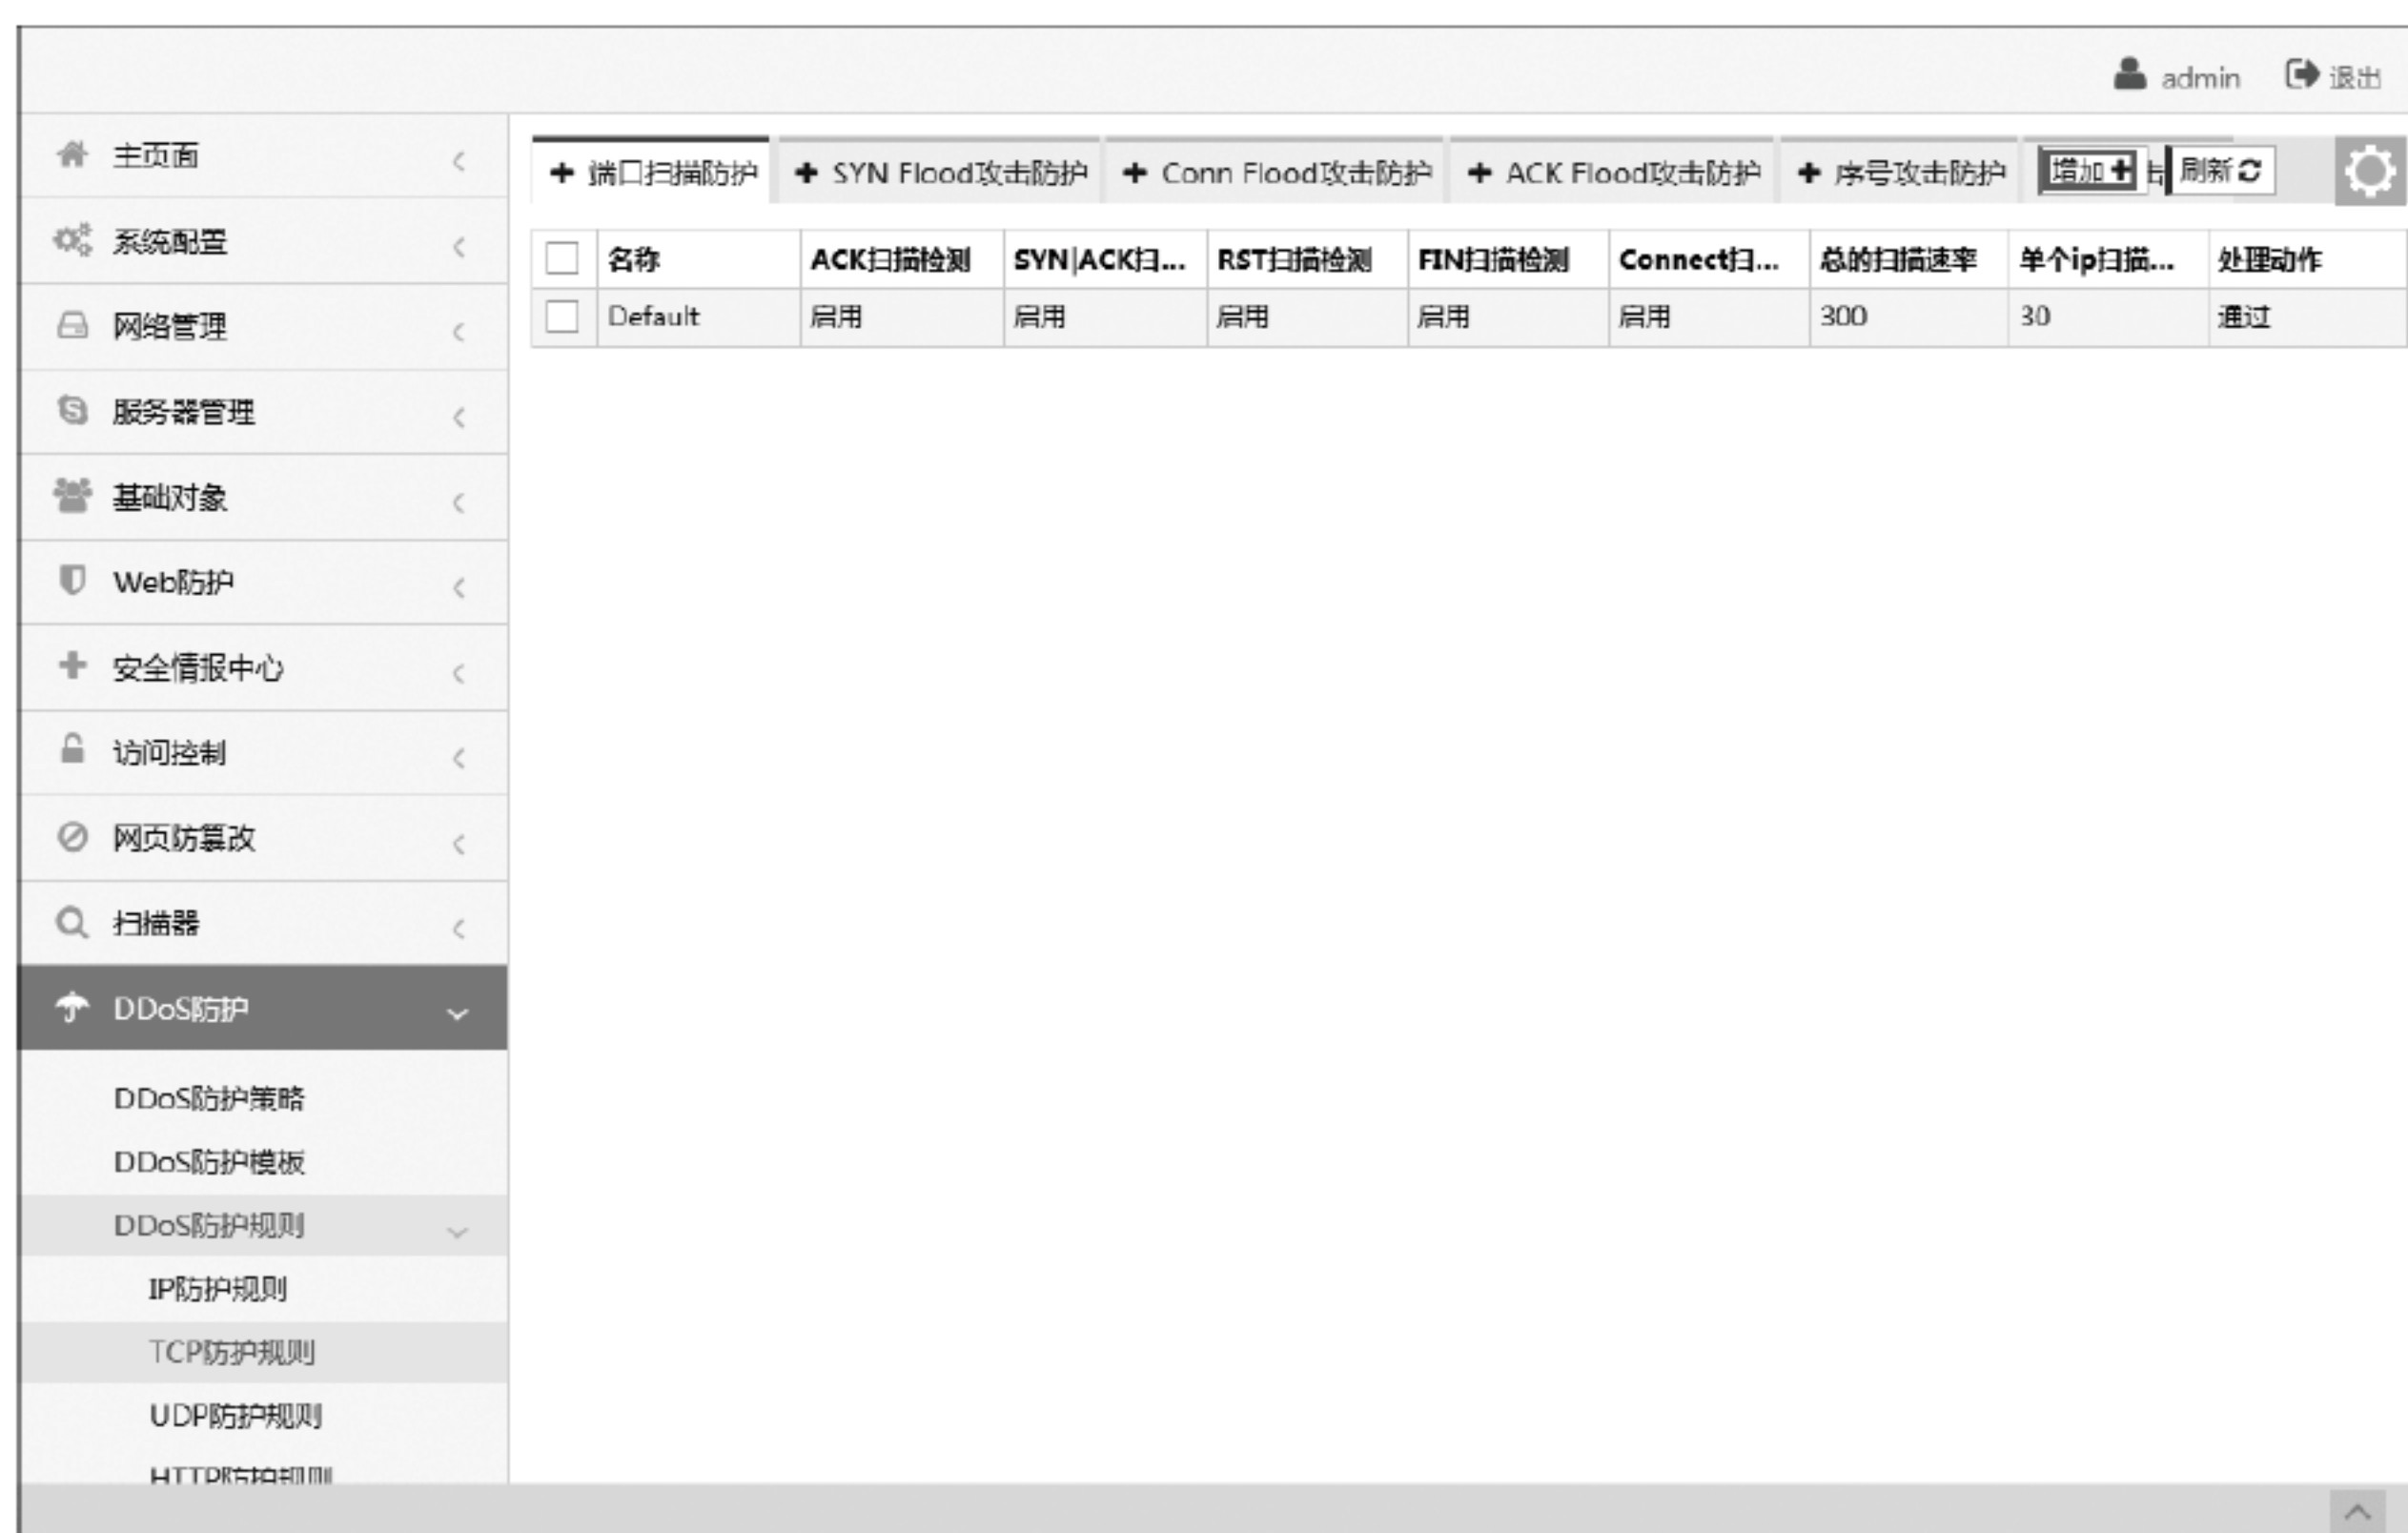 admin 退出
主页面
系统配置
网络管理
服务器管理
基础对象
Web防护
安全情报中心
访问控制
网页防篡改
扫描器
DDoS防护
DDoS防护策略
DDoS防护模板
DDoS防护规则
IP防护规则
TCP防护规则
UDP防护规则
HTTP防护规则
端口扫描防护 SYN Flood攻击防护 Conn Flood攻击防护 ACK Flood攻击防护 序号攻击防护 增加 击 刷新
名称 ACK扫描检测 SYN|ACK扫... RST扫描检测 FIN扫描检测 Connect扫... 总的扫描速率 单个ip扫描... 处理动作
Default 启用 启用 启用 启用 启用 300 30 通过